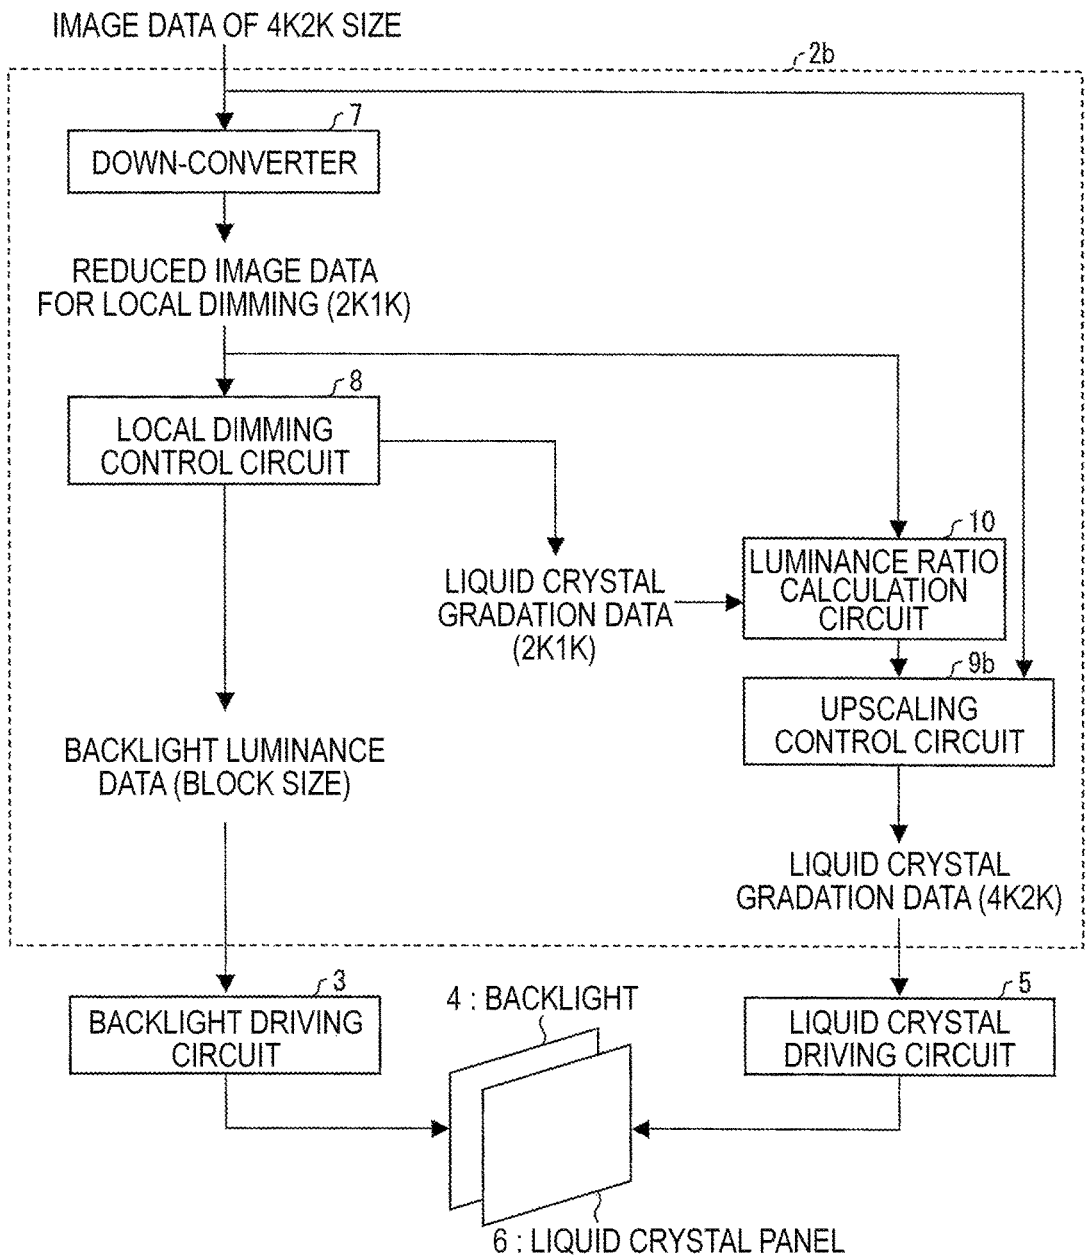 IMAGE DATA OF 4K2K SIZE
2b
7
DOWN-CONVERTER
REDUCED IMAGE DATA
FOR LOCAL DIMMING (2K1K)
8
LOCAL DIMMING
CONTROL CIRCUIT
10
LUMINANCE RATIO
CALCULATION
CIRCUIT
LIQUID CRYSTAL
GRADATION DATA
(2K1K)
9b
UPSCALING
CONTROL CIRCUIT
BACKLIGHT LUMINANCE
DATA (BLOCK SIZE)
LIQUID CRYSTAL
GRADATION DATA (4K2K)
3
BACKLIGHT DRIVING
CIRCUIT
4 : BACKLIGHT
5
LIQUID CRYSTAL
DRIVING CIRCUIT
6 : LIQUID CRYSTAL PANEL